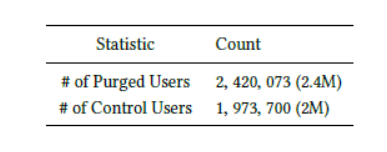 Statistic Count
# of Purged Users 2, 420, 073 (2.4M)
# of Control Users 1, 973, 700 (2M)